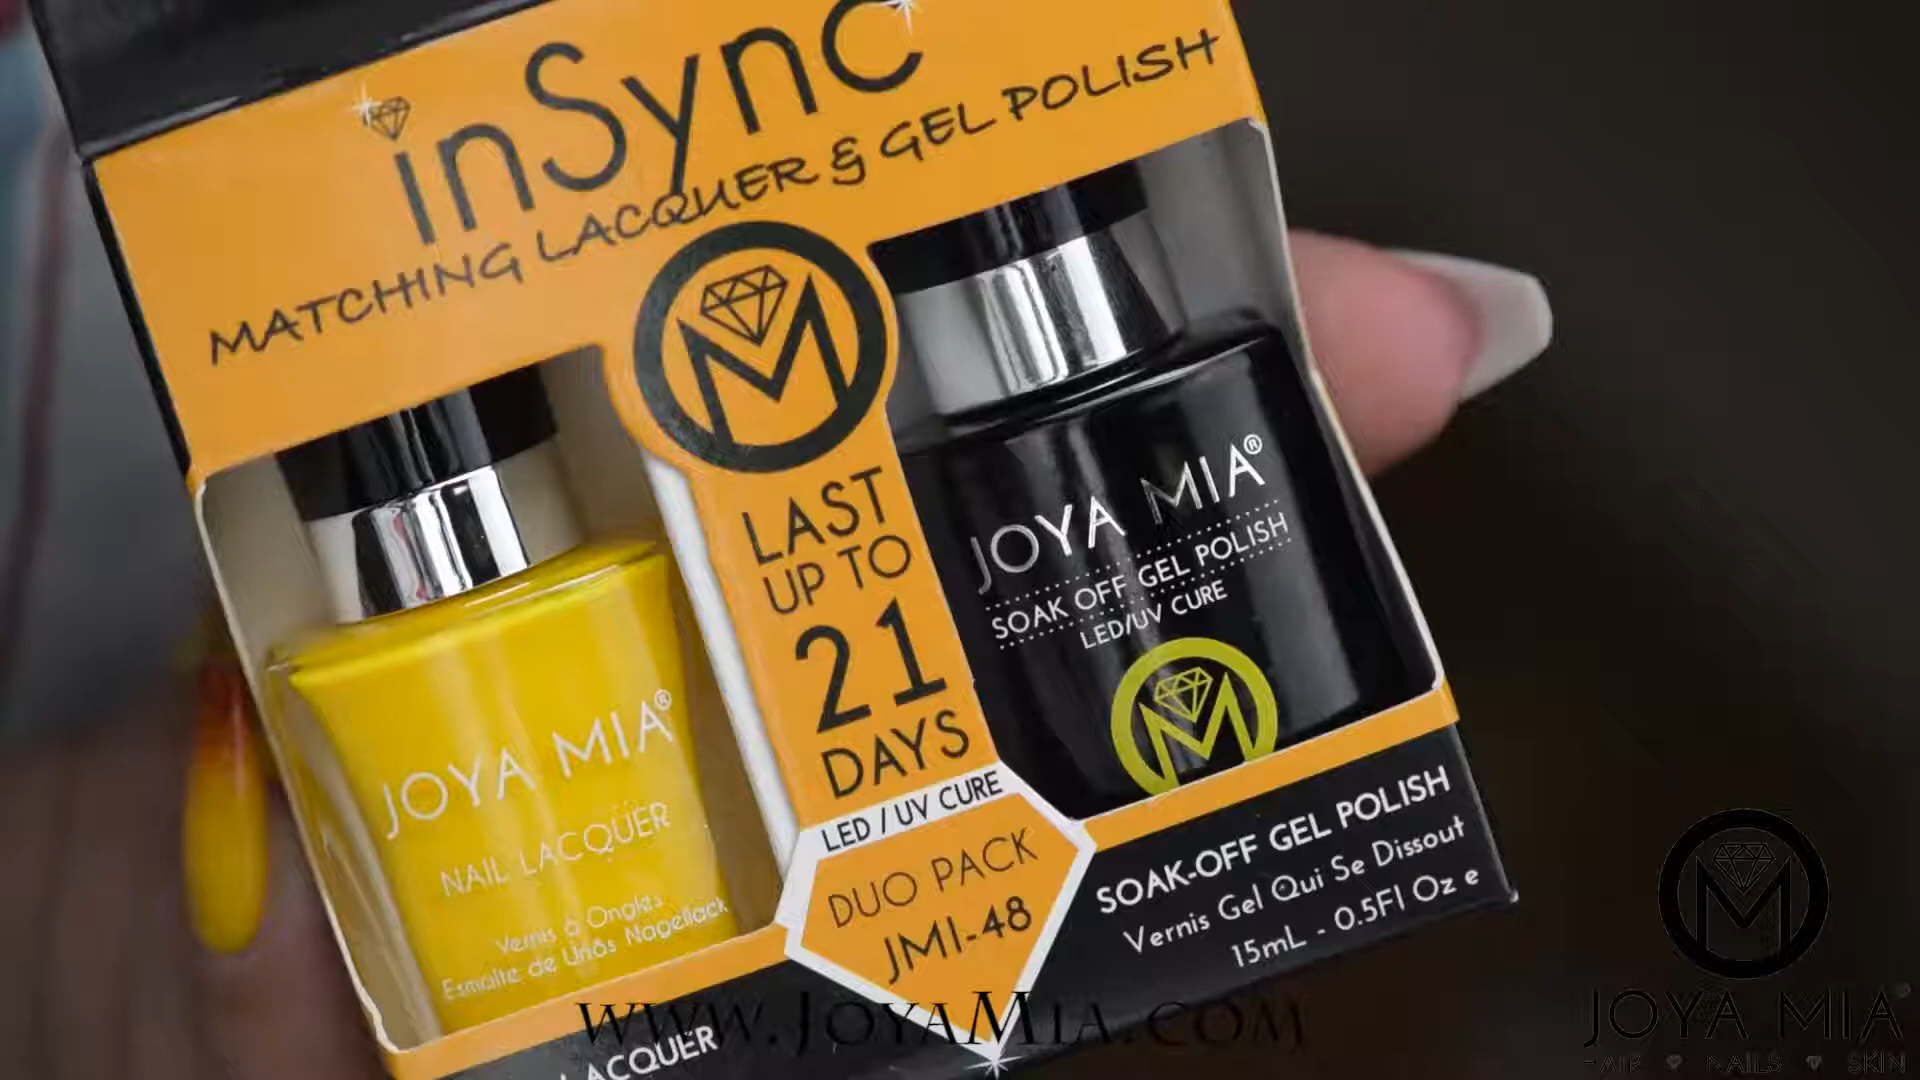 inSync
MATCHING LACQUER & GEL POLISH
LAST
UP TO
21
DAYS
LED / UV CURE
DUO PACK
JMI-48
JOYA MIA®
NAIL LACQUER
Vernis à Ongles
Esmalte de Unôs Nagellack
JOYA MIA®
SOAK OFF GEL POLISH
LED/UV CURE
SOAK-OFF GEL POLISH
Vernis Gel Qui Se Dissout
15mL - 0.5Fl Oz e
LACQUER
www.JoyaMia.com
JOYA MIA®
HAIR NAILS SKIN